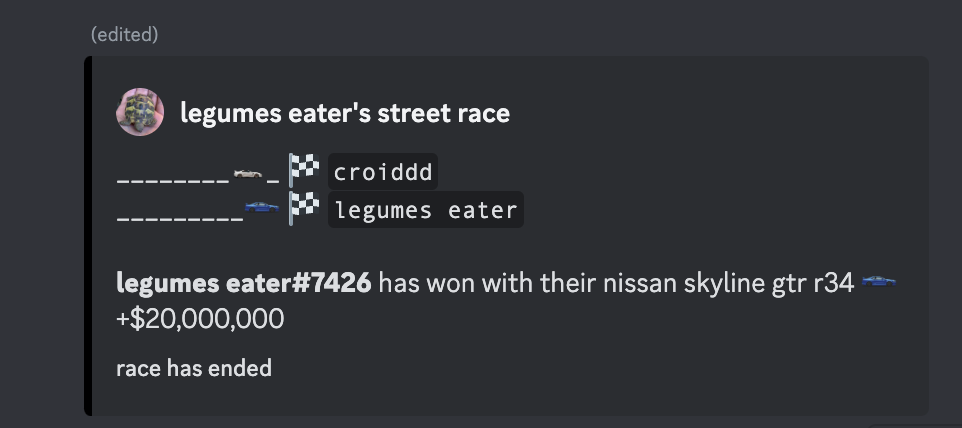 (edited)
legumes eater's street race
________ _ croiddd
_________ legumes eater
legumes eater#7426 has won with their nissan skyline gtr r34
+$20,000,000
race has ended